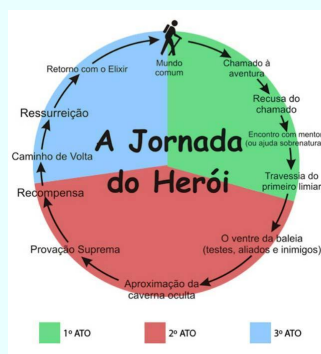 A Jornada
do Herói
Mundo
comum
Chamado à
aventura
Recusa do
chamado
Encontro com mentor
(ou ajuda sobrenatural)
Travessia do
primeiro limiar
O ventre da baleia
(testes, aliados e inimigos)
Aproximação da
caverna oculta
Provação Suprema
Recompensa
Caminho de Volta
Ressurreição
Retorno com o Elixir
1º ATO
2º ATO
3º ATO